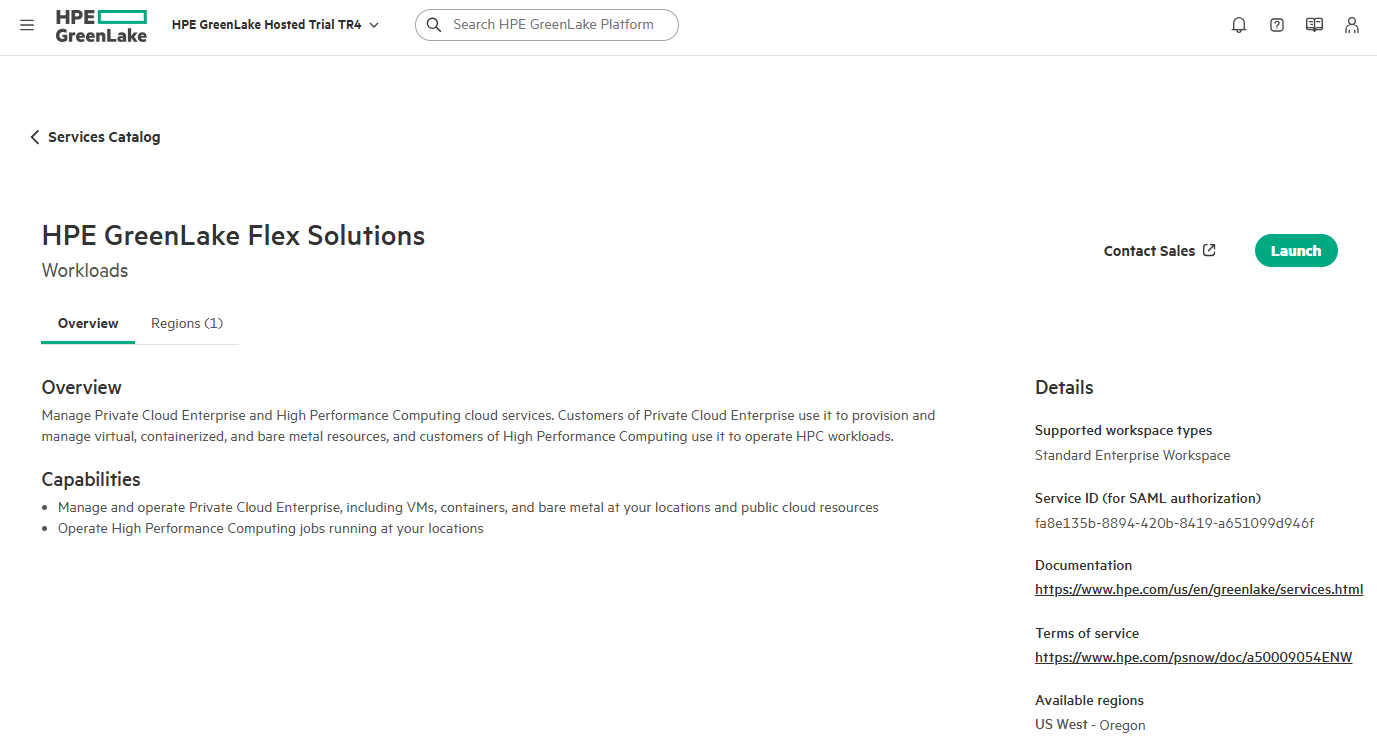 HPE
GreenLake
HPE GreenLake Hosted Trial TR4
Search HPE GreenLake Platform
Services Catalog
HPE GreenLake Flex Solutions
Workloads
Contact Sales
Launch
Overview
Regions (1)
Overview
Manage Private Cloud Enterprise and High Performance Computing cloud services. Customers of Private Cloud Enterprise use it to provision and
manage virtual, containerized, and bare metal resources, and customers of High Performance Computing use it to operate HPC workloads.
Capabilities
• Manage and operate Private Cloud Enterprise, including VMs, containers, and bare metal at your locations and public cloud resources
• Operate High Performance Computing jobs running at your locations
Details
Supported workspace types
Standard Enterprise Workspace
Service ID (for SAML authorization)
fa8e135b-8894-420b-8419-a651099d946f
Documentation
https://www.hpe.com/us/en/greenlake/services.html
Terms of service
https://www.hpe.com/psnow/doc/a50009054ENW
Available regions
US West - Oregon